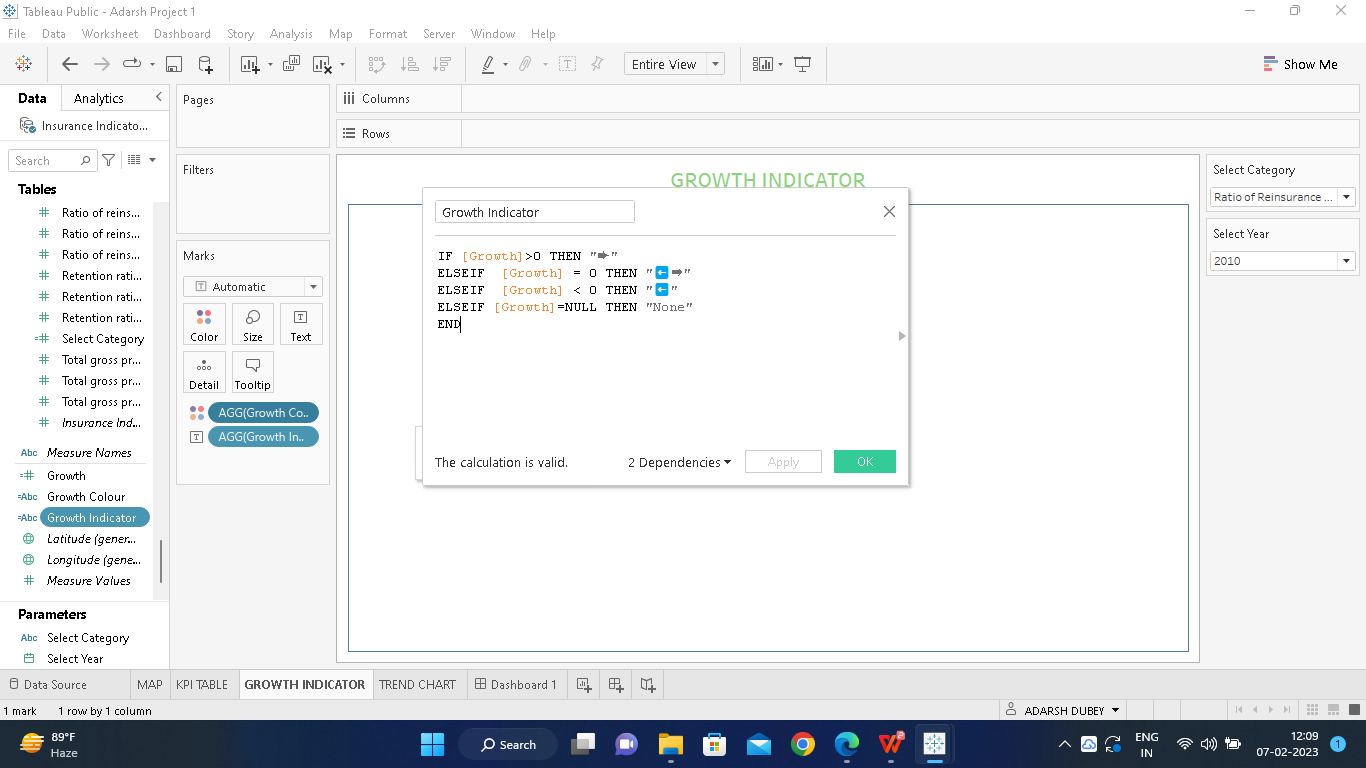 Tableau Public - Adarsh Project 1
File Data Worksheet Dashboard Story Analysis Map Format Server Window Help
Entire View
Show Me
Data Analytics
Pages
Columns
Insurance Indicato...
Rows
Search
Filters
GROWTH INDICATOR
Select Category
Tables
Ratio of Reinsurance ...
Ratio of reins...
Ratio of reins...
Ratio of reins...
Select Year
2010
Retention rati...
Retention rati...
Retention rati...
Select Category
Total gross pr...
Total gross pr...
Total gross pr...
Insurance Ind...
Abc Measure Names
Growth
=Abc Growth Colour
=Abc Growth Indicator
Latitude (gener...
Longitude (gene...
Measure Values
Marks
Automatic
Color Size Text
Detail Tooltip
AGG(Growth Co..
AGG(Growth In..
Growth Indicator
IF [Growth]>0 THEN "➡"
ELSEIF  [Growth] = 0 THEN "⬅➡"
ELSEIF  [Growth] < 0 THEN "⬅"
ELSEIF [Growth]=NULL THEN "None"
END
The calculation is valid. 2 Dependencies Apply OK
Parameters
Abc Select Category
Select Year
Data Source MAP KPI TABLE GROWTH INDICATOR TREND CHART Dashboard 1
1 mark 1 row by 1 column ADARSH DUBEY
89°F
Haze
Search
ENG
IN
12:09
07-02-2023
1